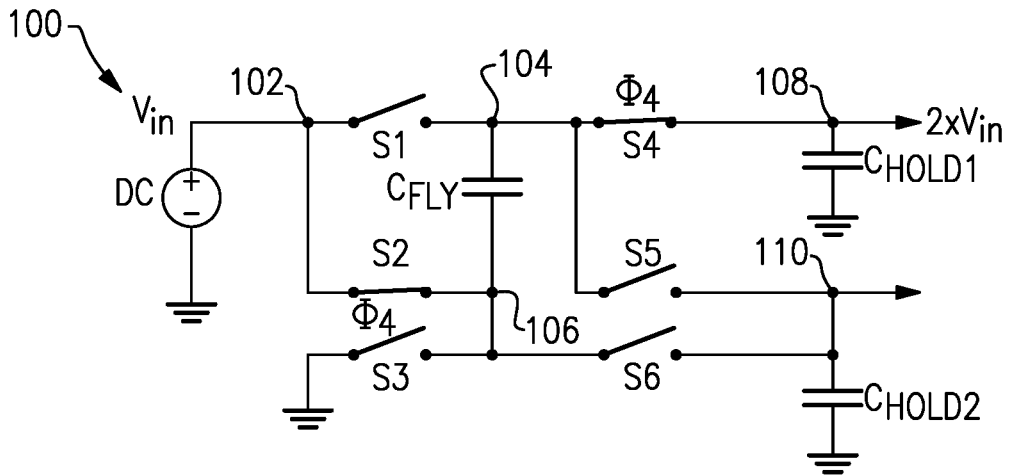 100
102
104
Φ4
108
Vin
2xVin
S1
S4
CHOLD1
DC
CFLY
S2
S5
110
Φ4
106
S3
S6
CHOLD2